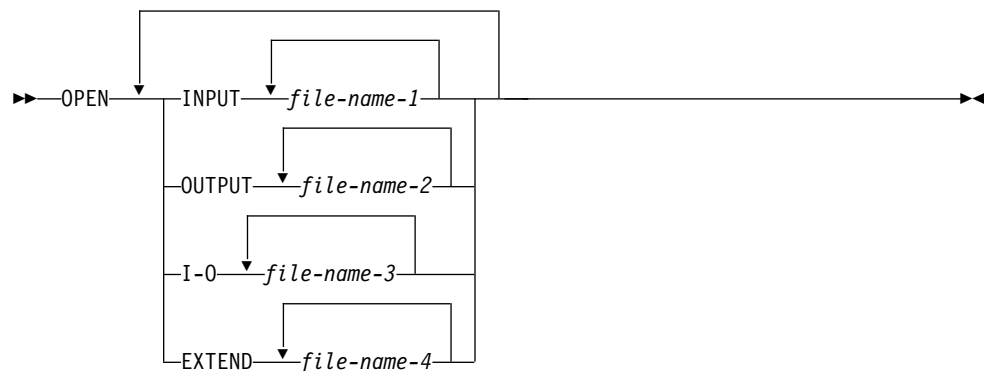 OPEN INPUT file-name-1
OUTPUT file-name-2
I-O file-name-3
EXTEND file-name-4